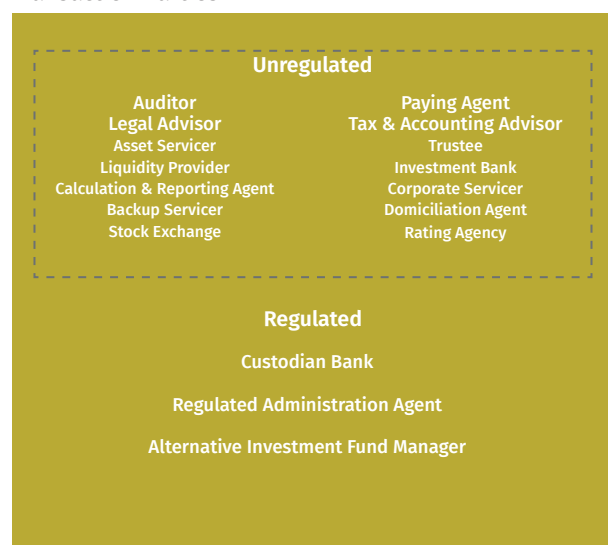 Unregulated
Auditor
Legal Advisor
Asset Servicer
Liquidity Provider
Calculation & Reporting Agent
Backup Servicer
Stock Exchange
Paying Agent
Tax & Accounting Advisor
Trustee
Investment Bank
Corporate Servicer
Domiciliation Agent
Rating Agency
Regulated
Custodian Bank
Regulated Administration Agent
Alternative Investment Fund Manager